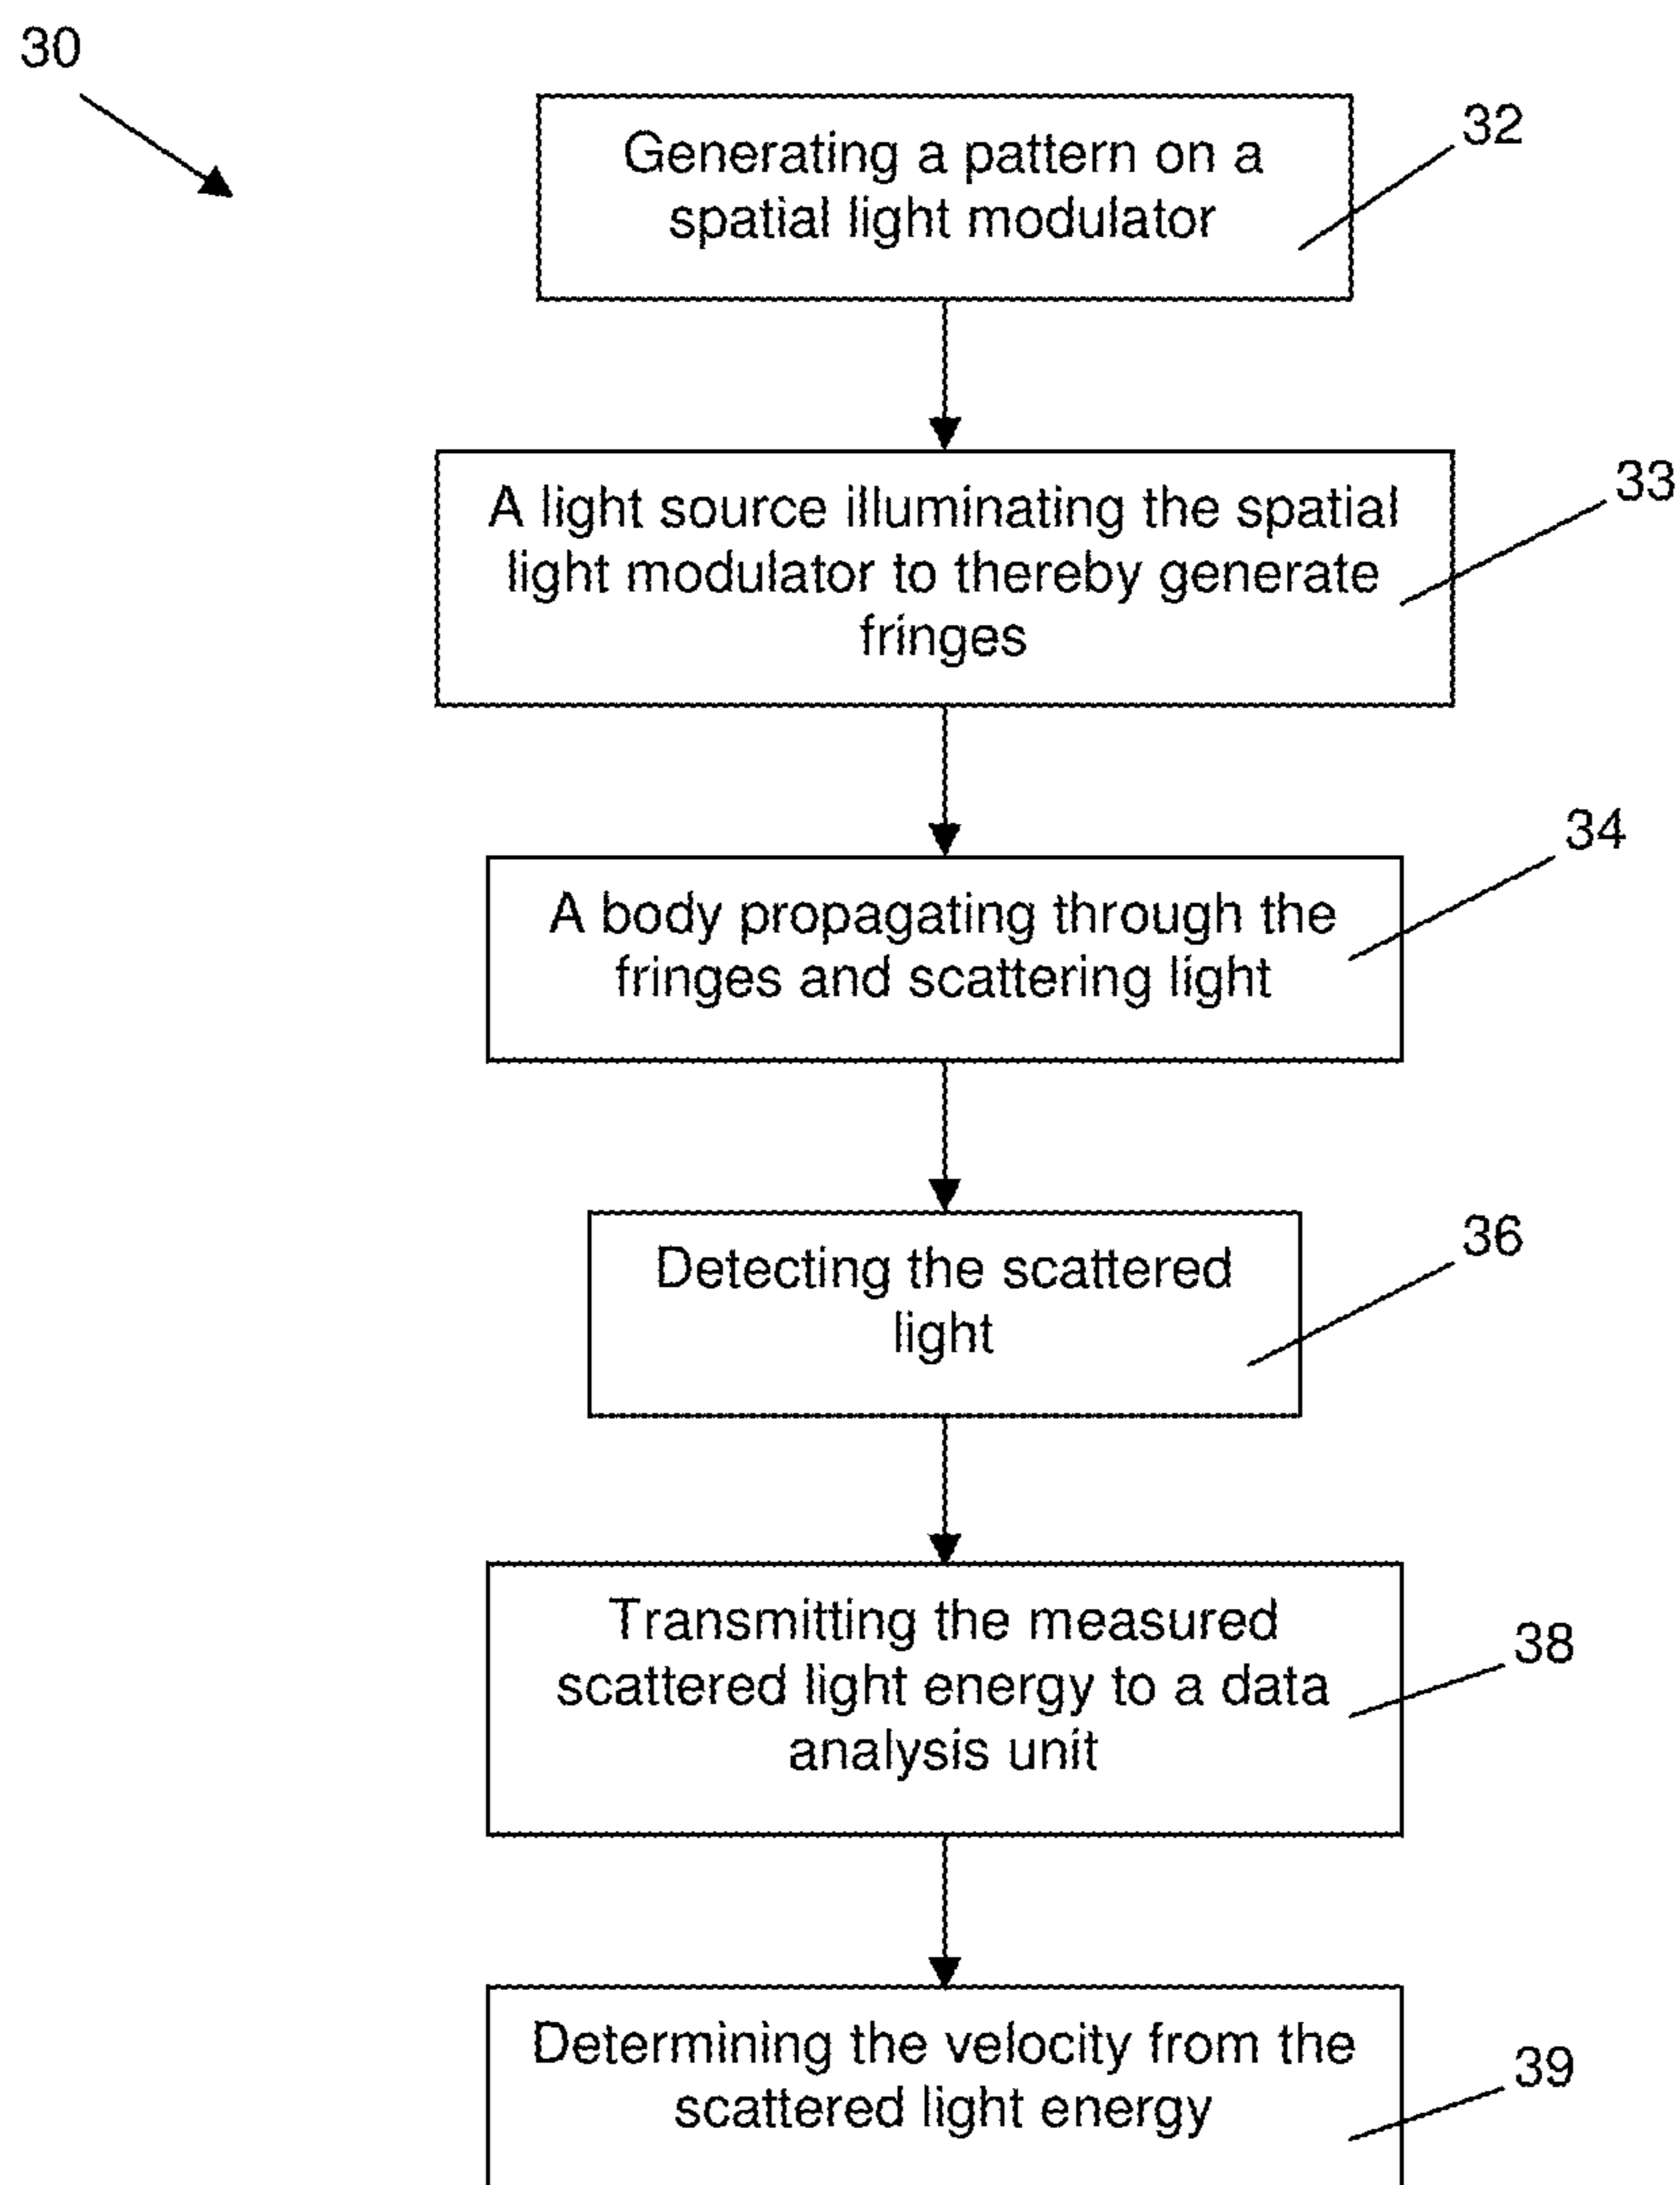 30
32
Generating a pattern on a
spatial light modulator
33
A light source illuminating the spatial
light modulator to thereby generate
fringes
34
A body propagating through the
fringes and scattering light
36
Detecting the scattered
light
38
Transmitting the measured
scattered light energy to a data
analysis unit
39
Determining the velocity from the
scattered light energy